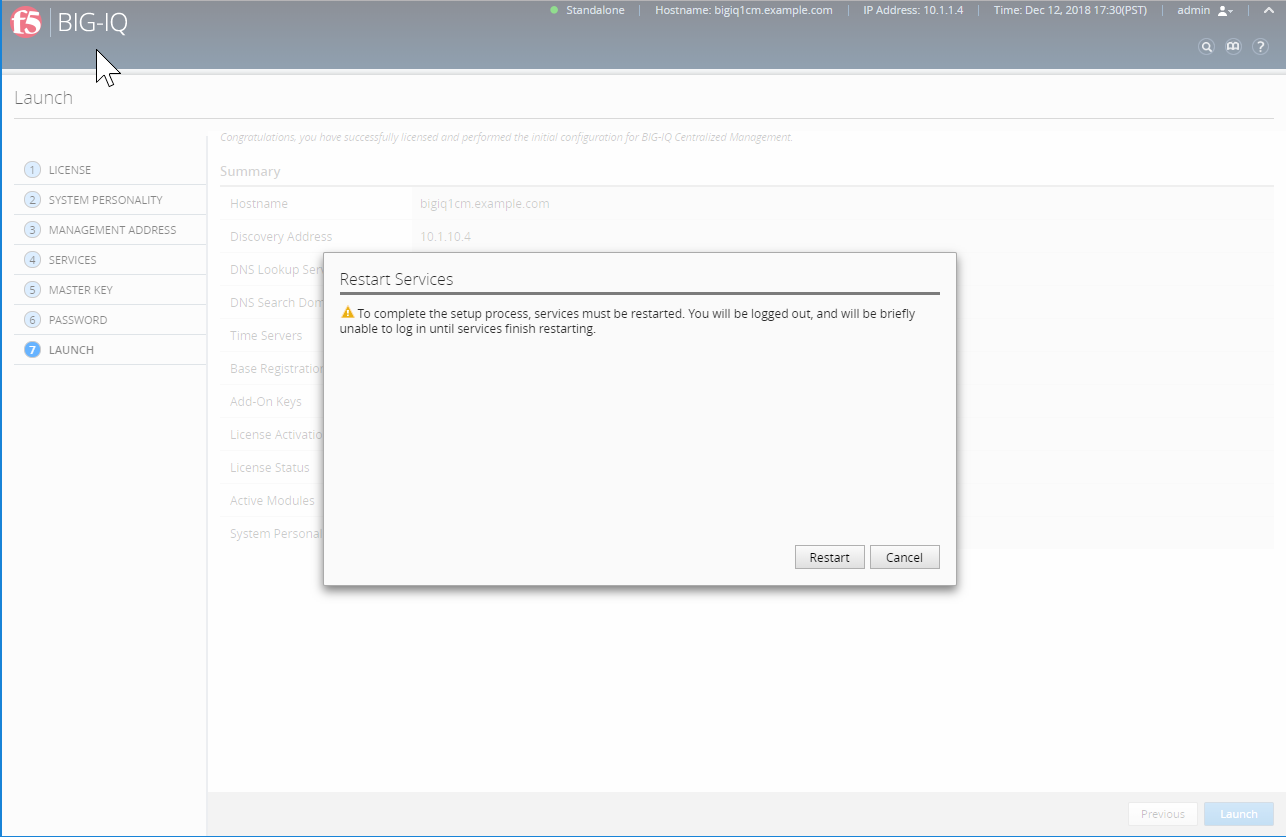 f5 BIG-IQ
Standalone
Hostname: bigiq1cm.example.com
IP Address: 10.1.1.4
Time: Dec 12, 2018 17:30(PST)
admin
?
Launch
Congratulations, you have successfully licensed and performed the initial configuration for BIG-IQ Centralized Management.
1 LICENSE
2 SYSTEM PERSONALITY
3 MANAGEMENT ADDRESS
4 SERVICES
5 MASTER KEY
6 PASSWORD
7 LAUNCH
Summary
Hostname bigiq1cm.example.com
Discovery Address 10.1.10.4
DNS Lookup Ser
DNS Search Dom
Time Servers
Base Registration
Add-On Keys
License Activatio
License Status
Active Modules
System Personal
Restart Services
To complete the setup process, services must be restarted. You will be logged out, and will be briefly
unable to log in until services finish restarting.
Restart
Cancel
Previous
Launch